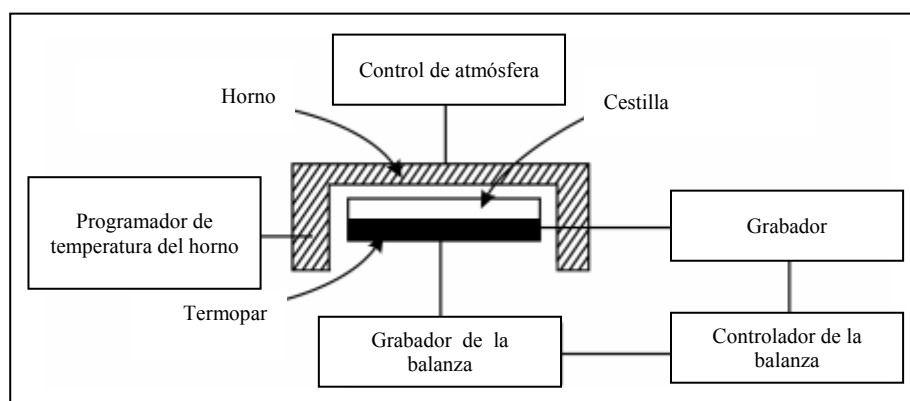 Control de atmósfera
Horno
Cestilla
Programador de
temperatura del horno
Grabador
Termopar
Grabador de la
balanza
Controlador de la
balanza